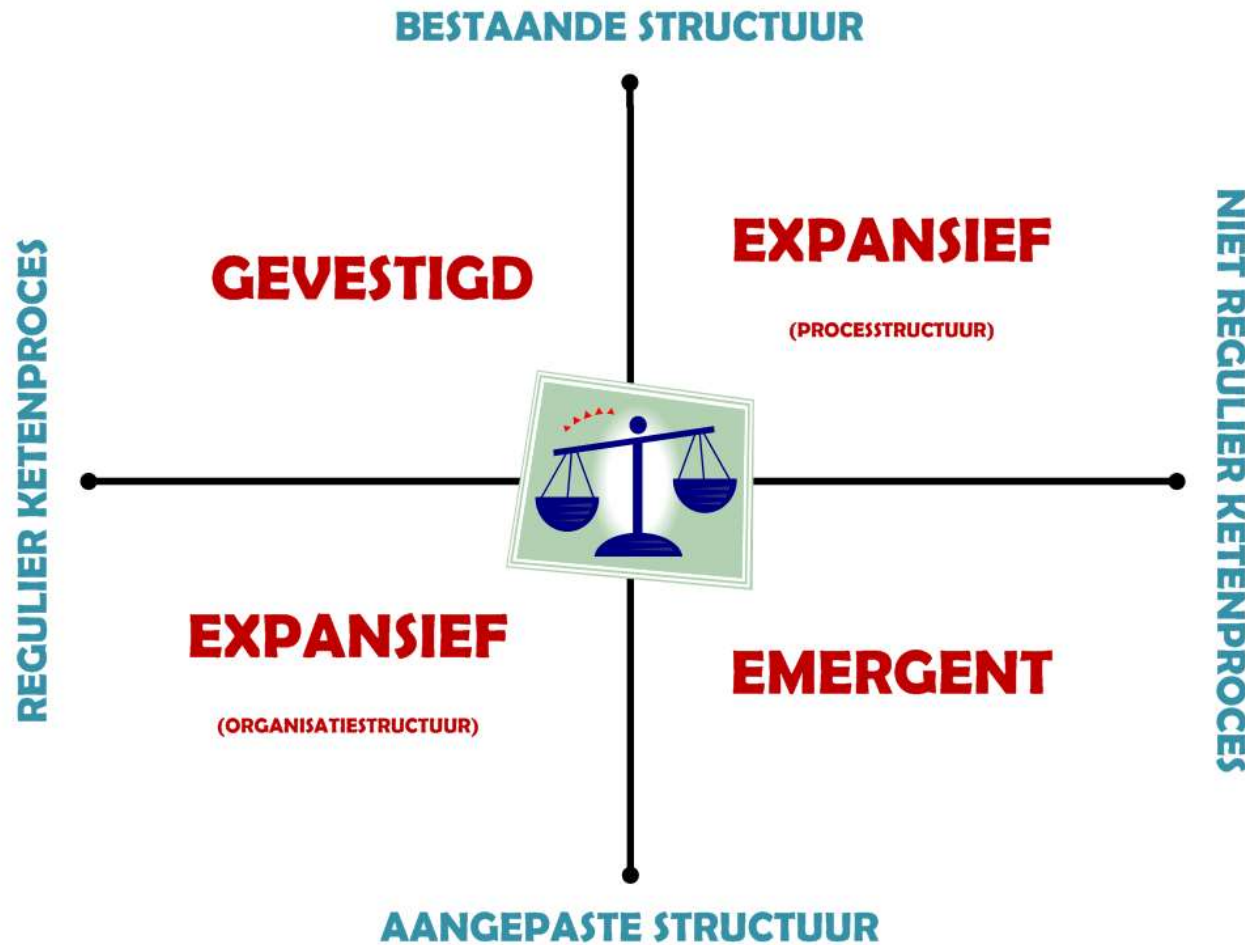 BESTAANDE STRUCTUUR
EXPANSIEF
(PROCESSTRUCTUUR)
GEVESTIGD
REGULIER KETENPROCES
NIET REGULIER KETENPROCES
EXPANSIEF
(ORGANISATIESTRUCTUUR)
EMERGENT
AANGEPASTE STRUCTUUR